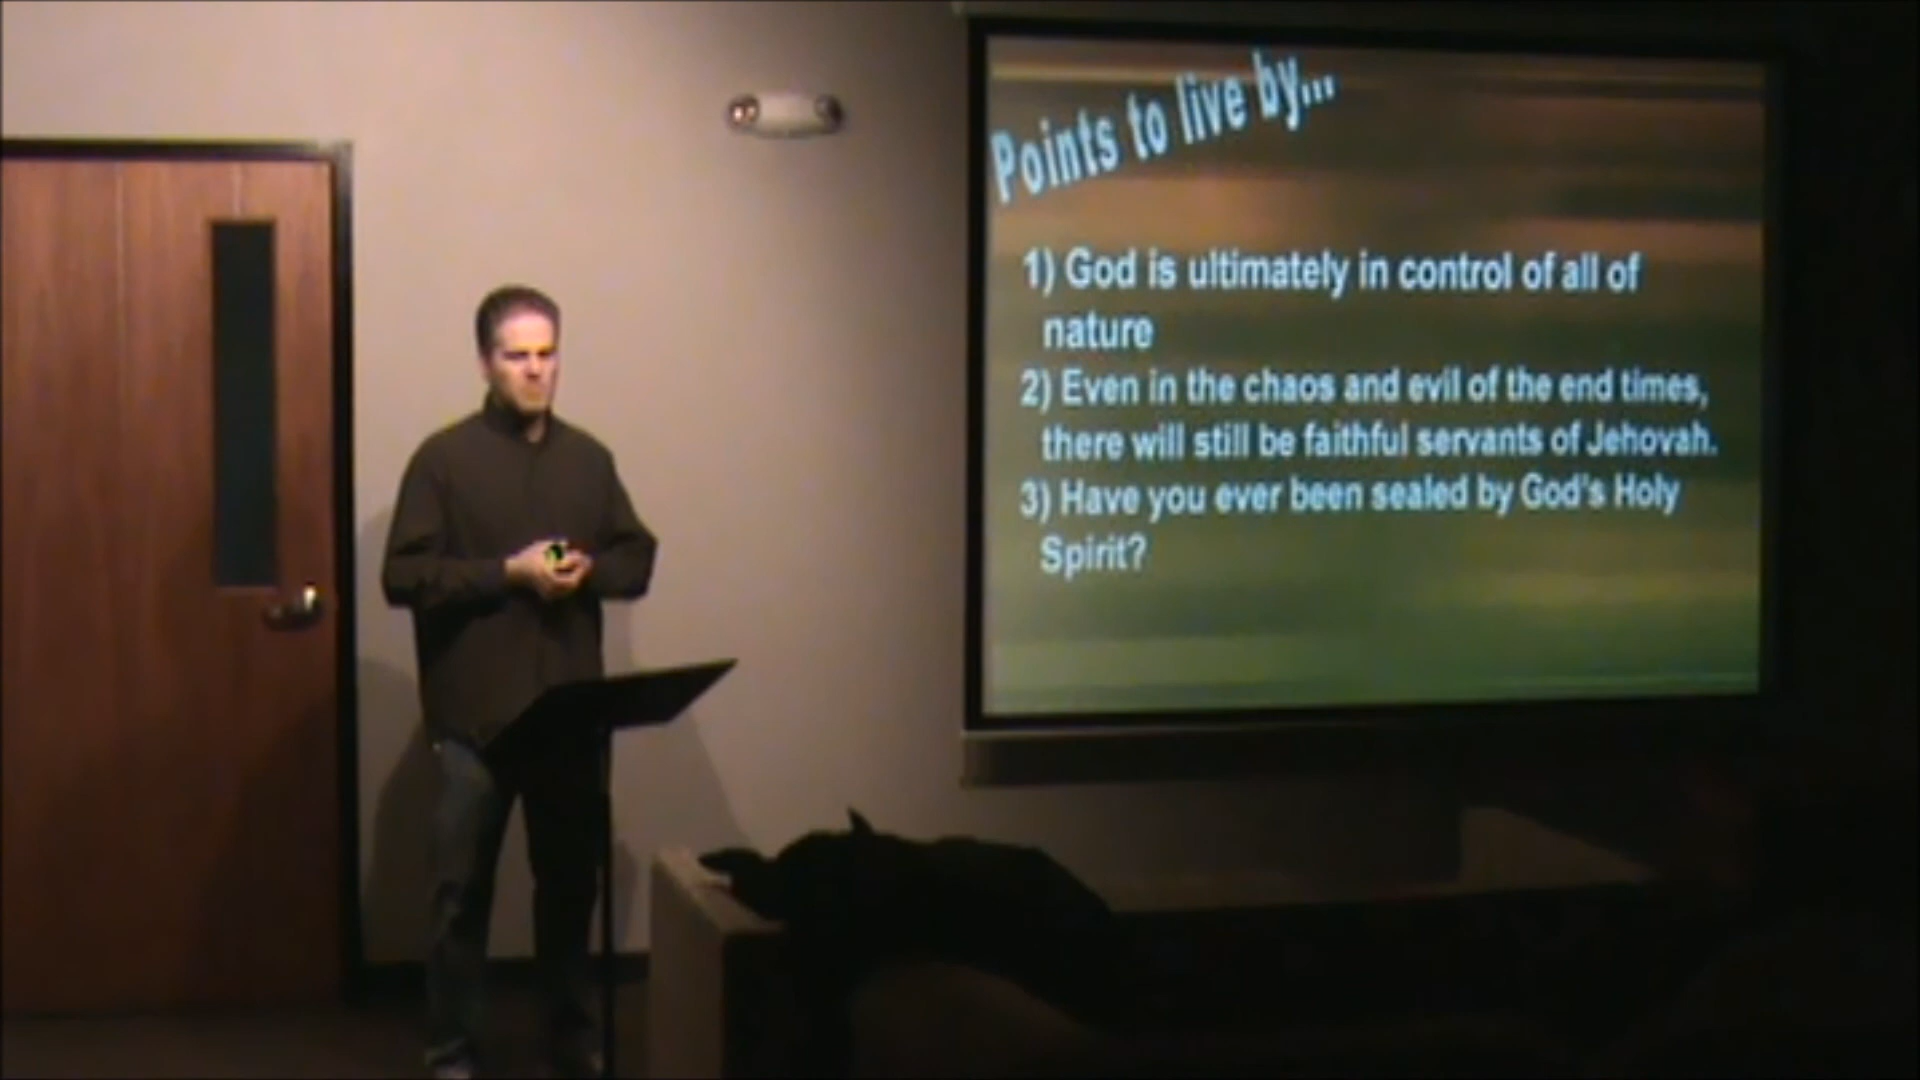 Points to live by...
1) God is ultimately in control of all of
nature
2) Even in the chaos and evil of the end times,
there will still be faithful servants of Jehovah.
3) Have you ever been sealed by God's Holy
Spirit?